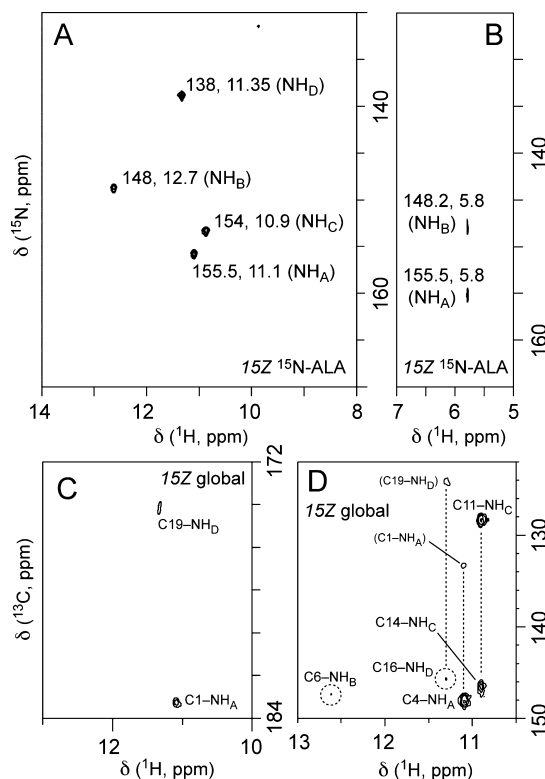 A
138, 11.35 (NH_D)
148, 12.7 (NH_B)
154, 10.9 (NH_C)
155.5, 11.1 (NH_A)
15Z ¹⁵N-ALA
δ (¹⁵N, ppm)
140
160
14 12 10 8
δ (¹H, ppm)
B
148.2, 5.8
(NH_B)
155.5, 5.8
(NH_A)
15Z ¹⁵N-ALA
140
160
7 6 5
δ (¹H, ppm)
C
15Z global
C19–NH_D
C1–NH_A
δ (¹³C, ppm)
172
184
12 11 10
δ (¹H, ppm)
D
15Z global
(C19–NH_D)
C11–NH_C
(C1–NH_A)
C14–NH_C
C6–NH_B
C16–NH_D
C4–NH_A
130
140
150
13 12 11
δ (¹H, ppm)